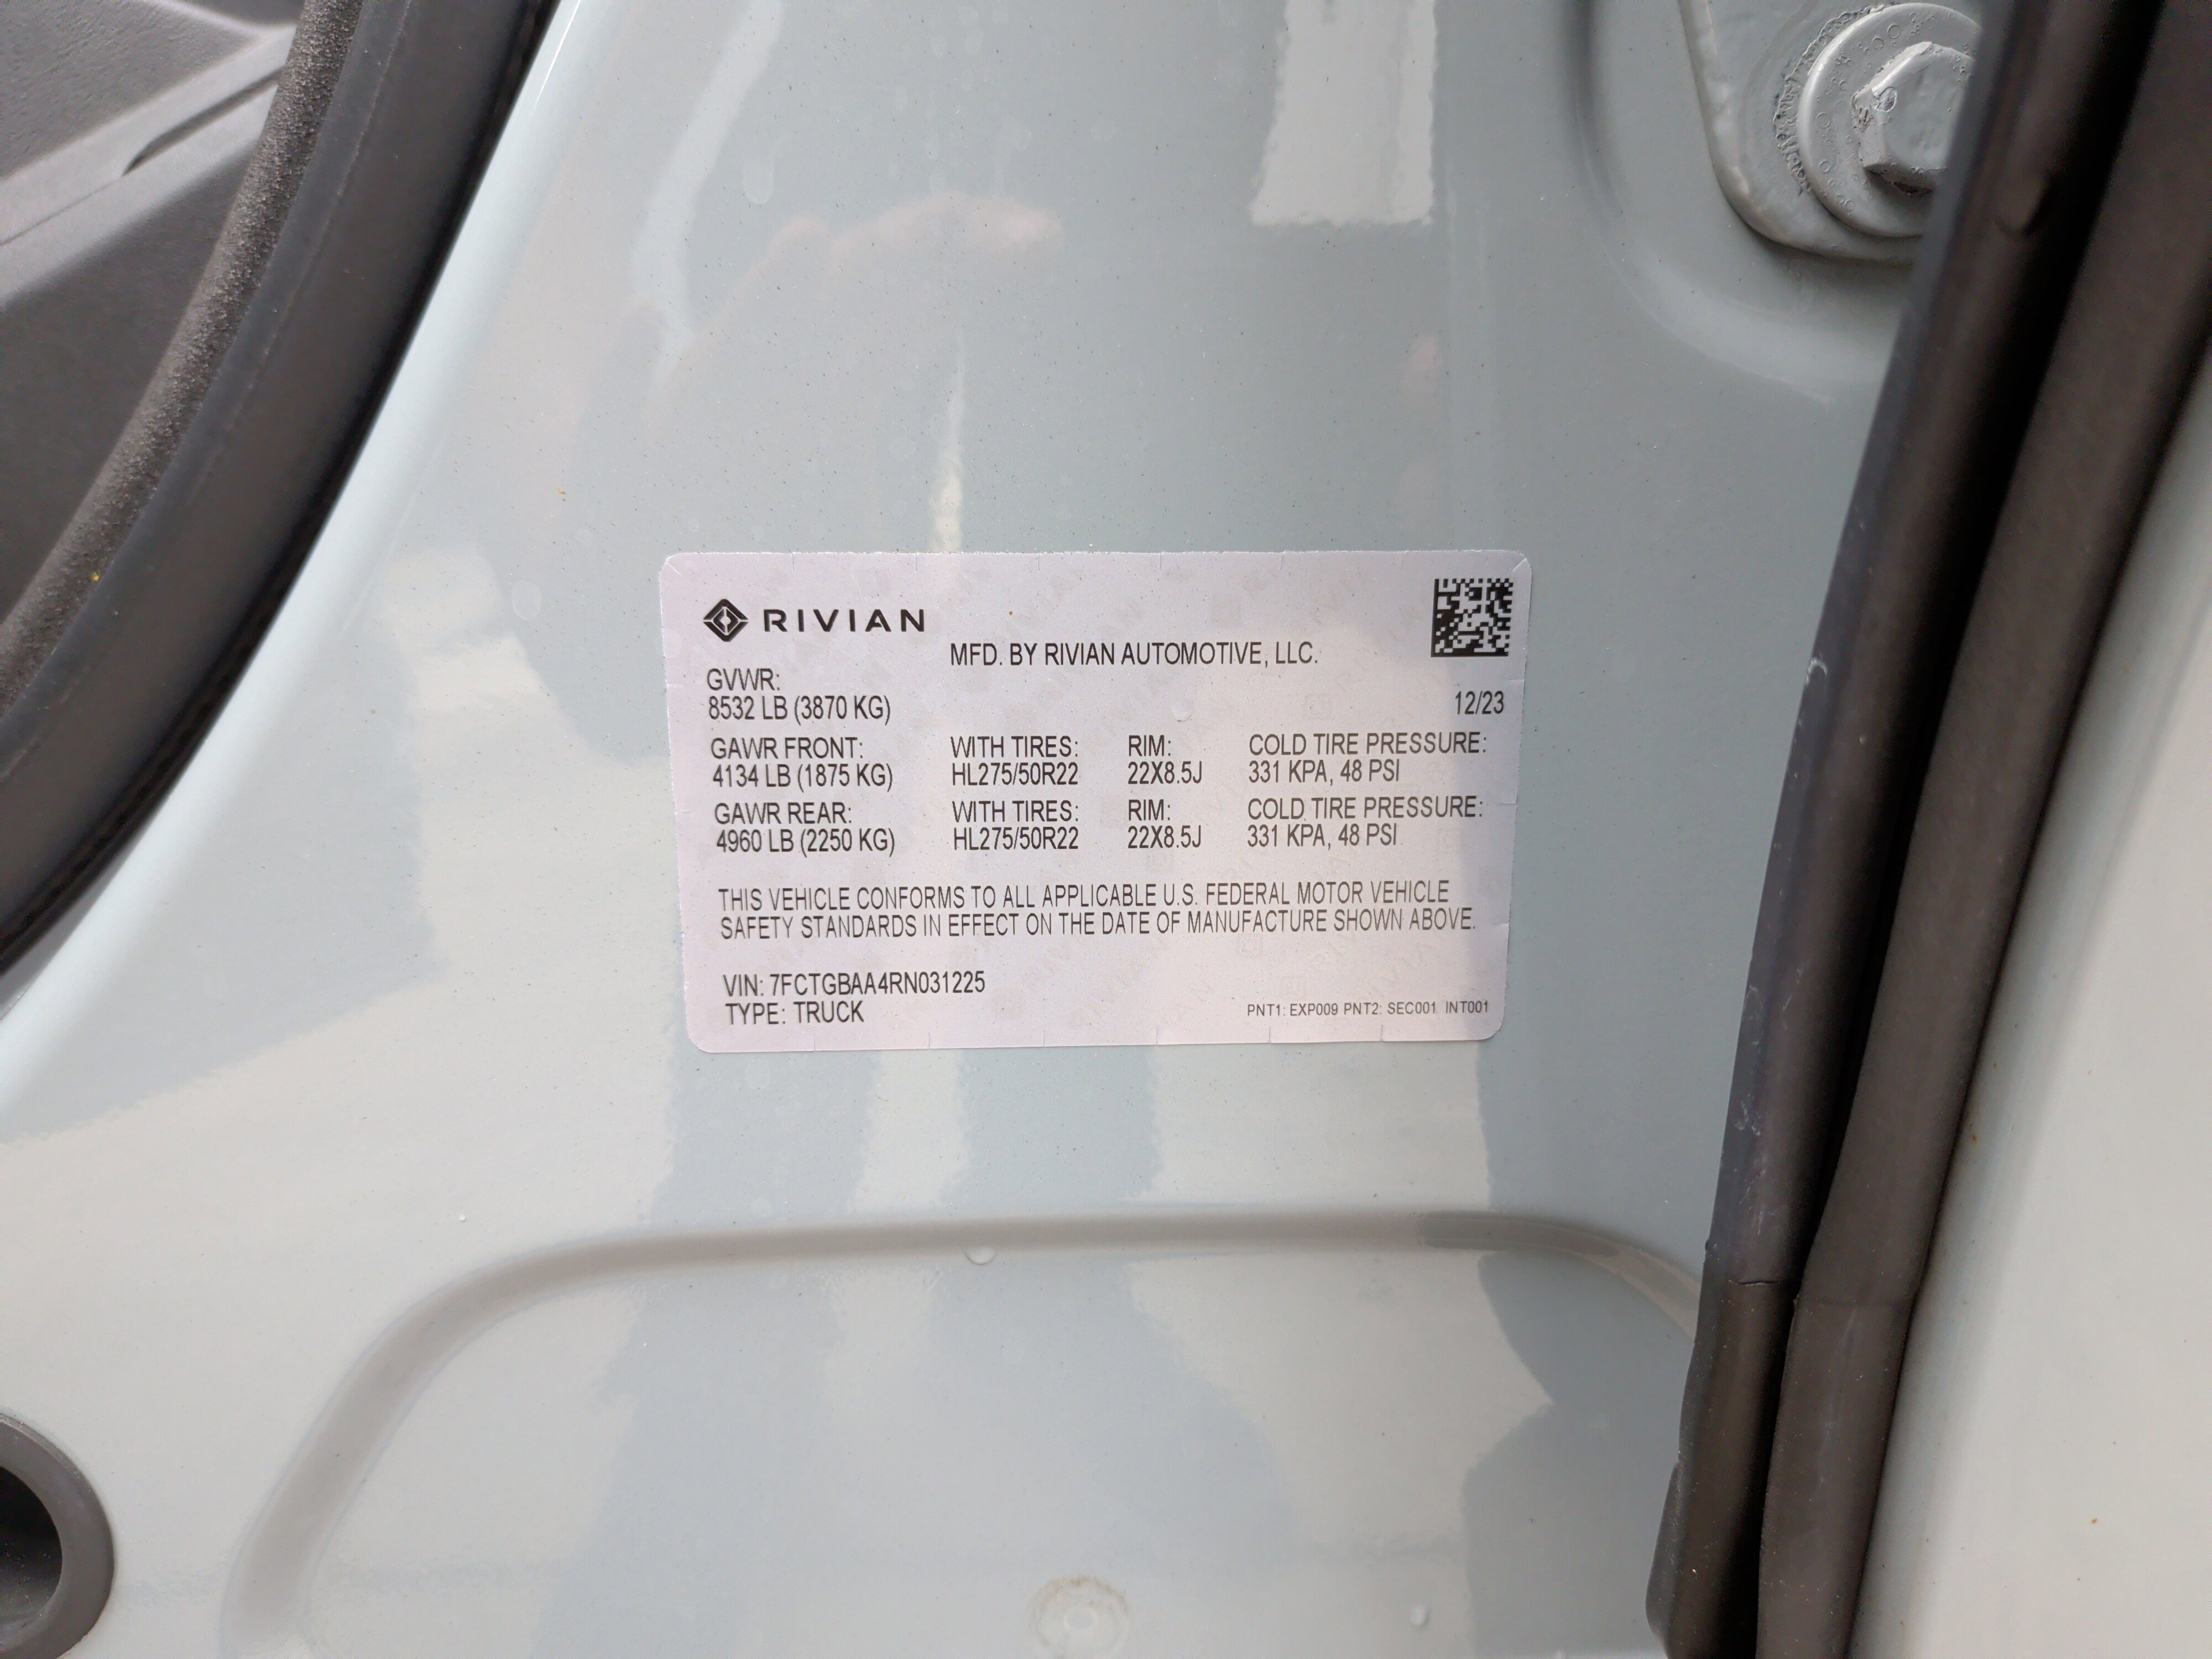 RIVIAN
MFD. BY RIVIAN AUTOMOTIVE, LLC.
GVWR:
8532 LB (3870 KG)
12/23
GAWR FRONT: WITH TIRES: RIM: COLD TIRE PRESSURE:
4134 LB (1875 KG) HL275/50R22 22X8.5J 331 KPA, 48 PSI
GAWR REAR: WITH TIRES: RIM: COLD TIRE PRESSURE:
4960 LB (2250 KG) HL275/50R22 22X8.5J 331 KPA, 48 PSI
THIS VEHICLE CONFORMS TO ALL APPLICABLE U.S. FEDERAL MOTOR VEHICLE
SAFETY STANDARDS IN EFFECT ON THE DATE OF MANUFACTURE SHOWN ABOVE.
VIN: 7FCTGBAA4RN031225
TYPE: TRUCK
PNT1: EXP009 PNT2: SEC001 INT001